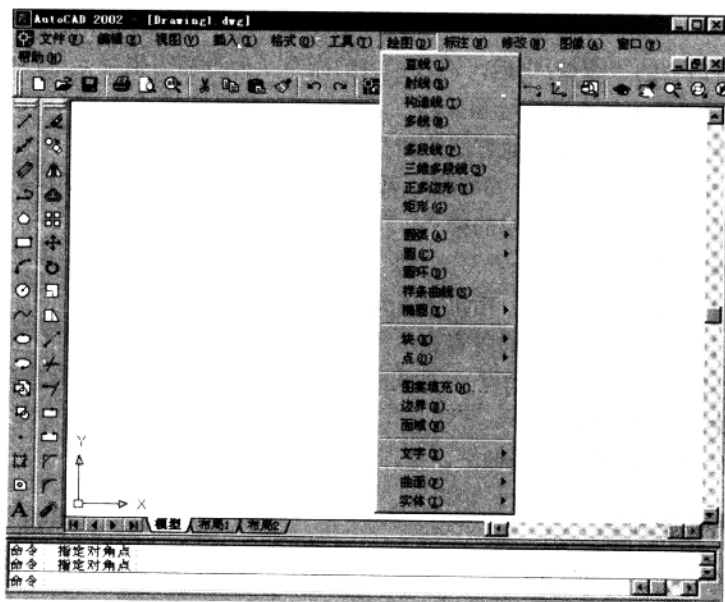 AutoCAD 2002 - [Drawing1.dwg]
文件(F) 编辑(E) 视图(V) 插入(I) 格式(O) 工具(T) 绘图(D) 标注(N) 修改(M) 图像(A) 窗口(W)
帮助(H)
直线(L)
射线(R)
构造线(T)
多线(M)
多段线(P)
三维多段线(3)
正多边形(Y)
矩形(G)
圆弧(A)
圆(C)
圆环(D)
样条曲线(S)
椭圆(E)
块(K)
点(O)
图案填充(H)...
边界(B)...
面域(N)
文字(X)
曲面(F)
实体(I)
A
Y
X
模型 布局1 布局2
命令: 指定对角点:
命令: 指定对角点:
命令: